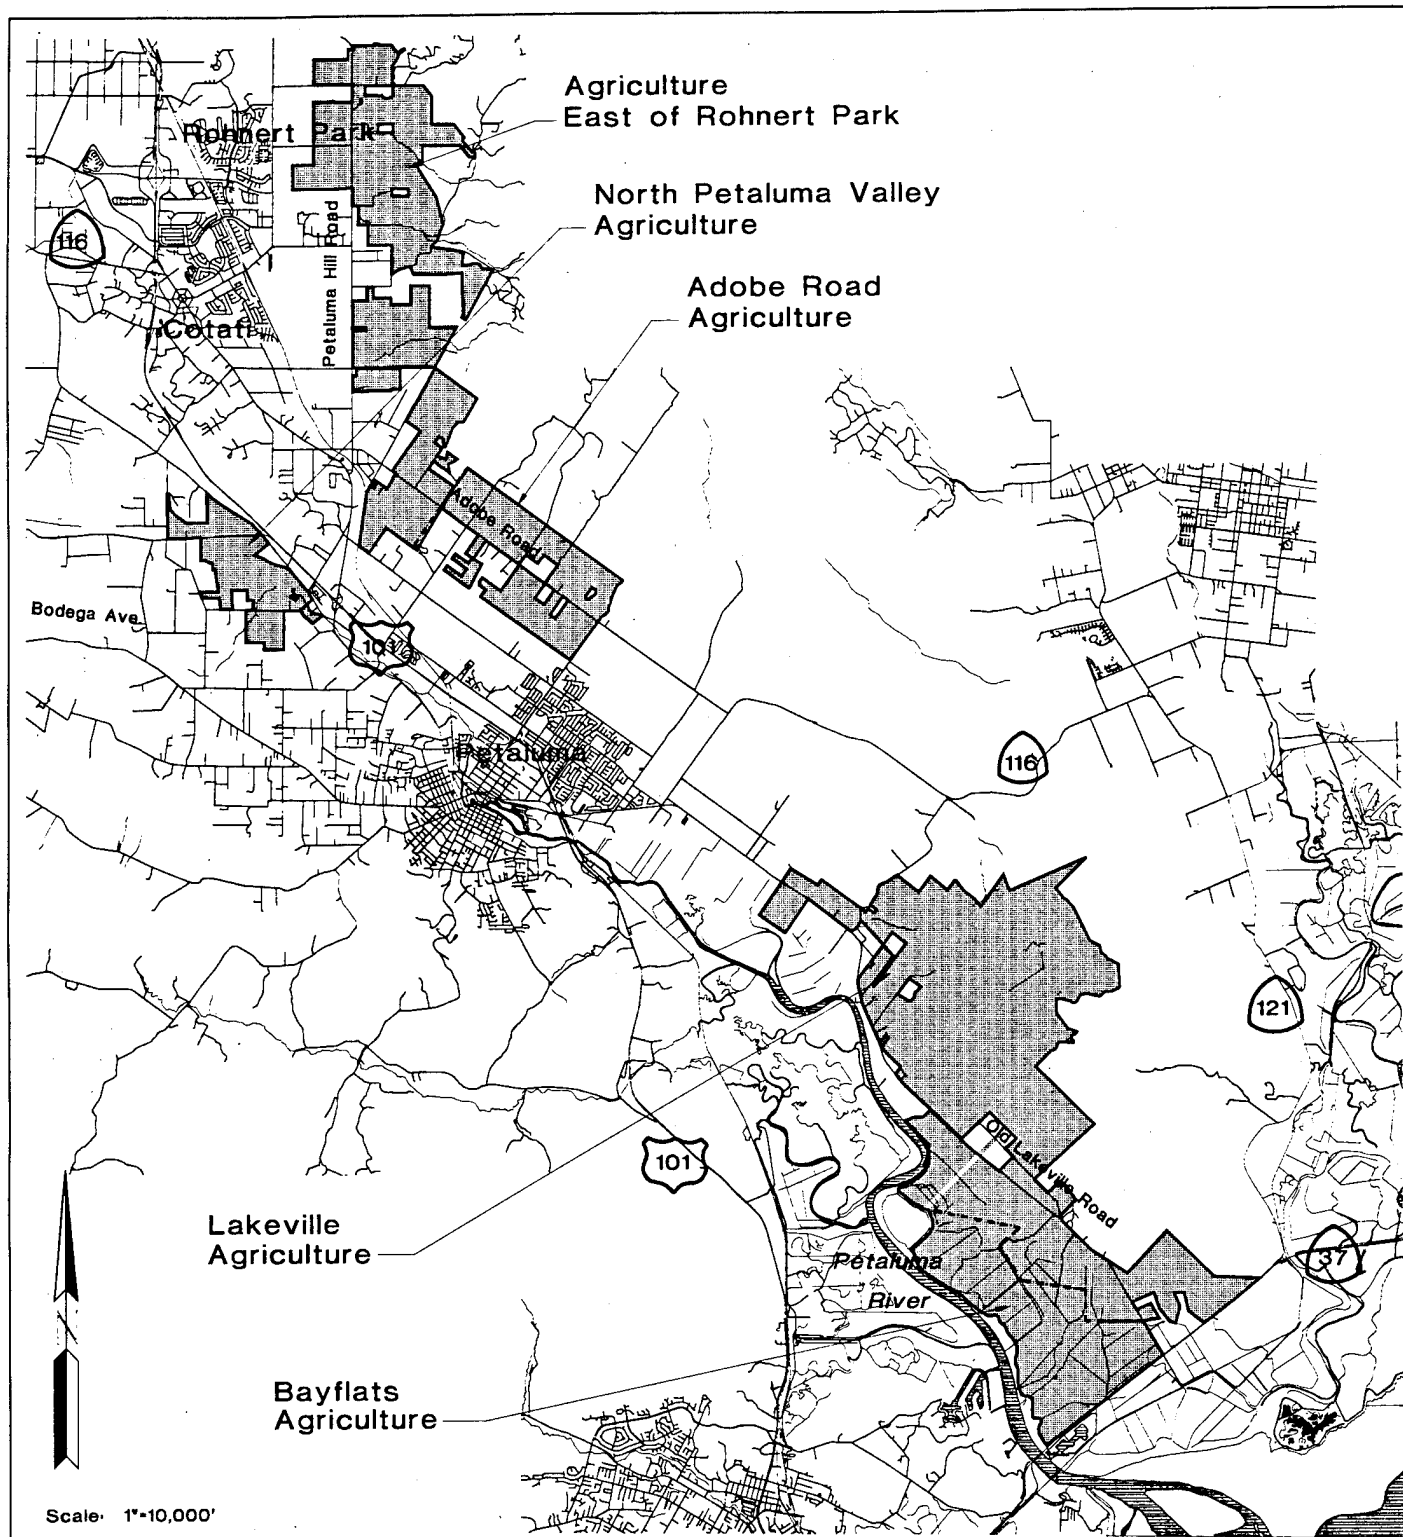 Agriculture
East of Rohnert Park
Rohnert Park
North Petaluma Valley
Agriculture
116
Petaluma Hill Road
Adobe Road
Agriculture
Cotati
Adobe Road
Bodega Ave.
101
Petaluma
116
121
Old Lakeville Road
101
Lakeville
Agriculture
Petaluma
River
37
Bayflats
Agriculture
Scale: 1"=10,000'